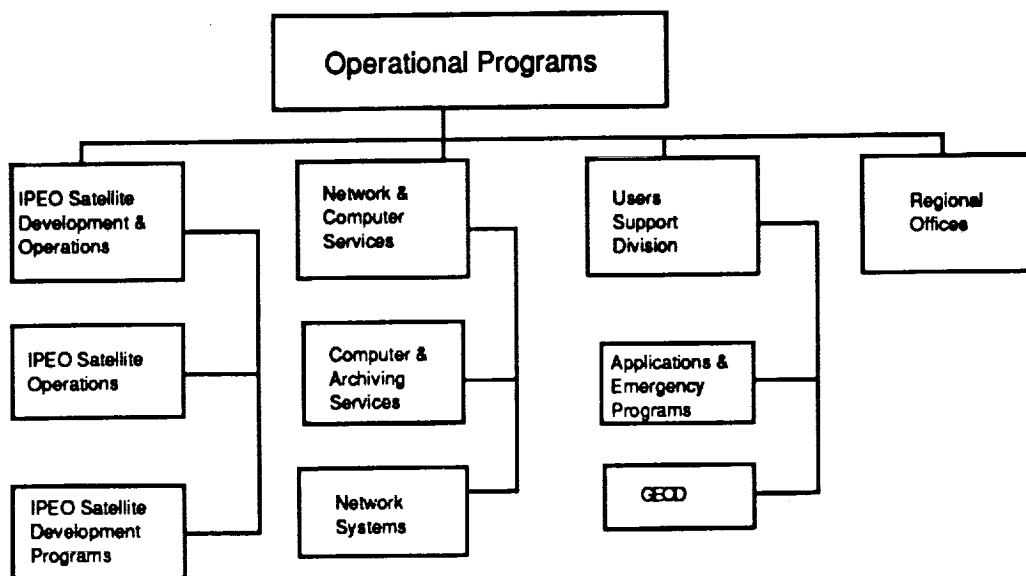 Operational Programs
IPEO Satellite
Development &
Operations
Network &
Computer
Services
Users
Support
Division
Regional
Offices
IPEO Satellite
Operations
Computer &
Archiving
Services
Applications &
Emergency
Programs
IPEO Satellite
Development
Programs
Network
Systems
GEOD